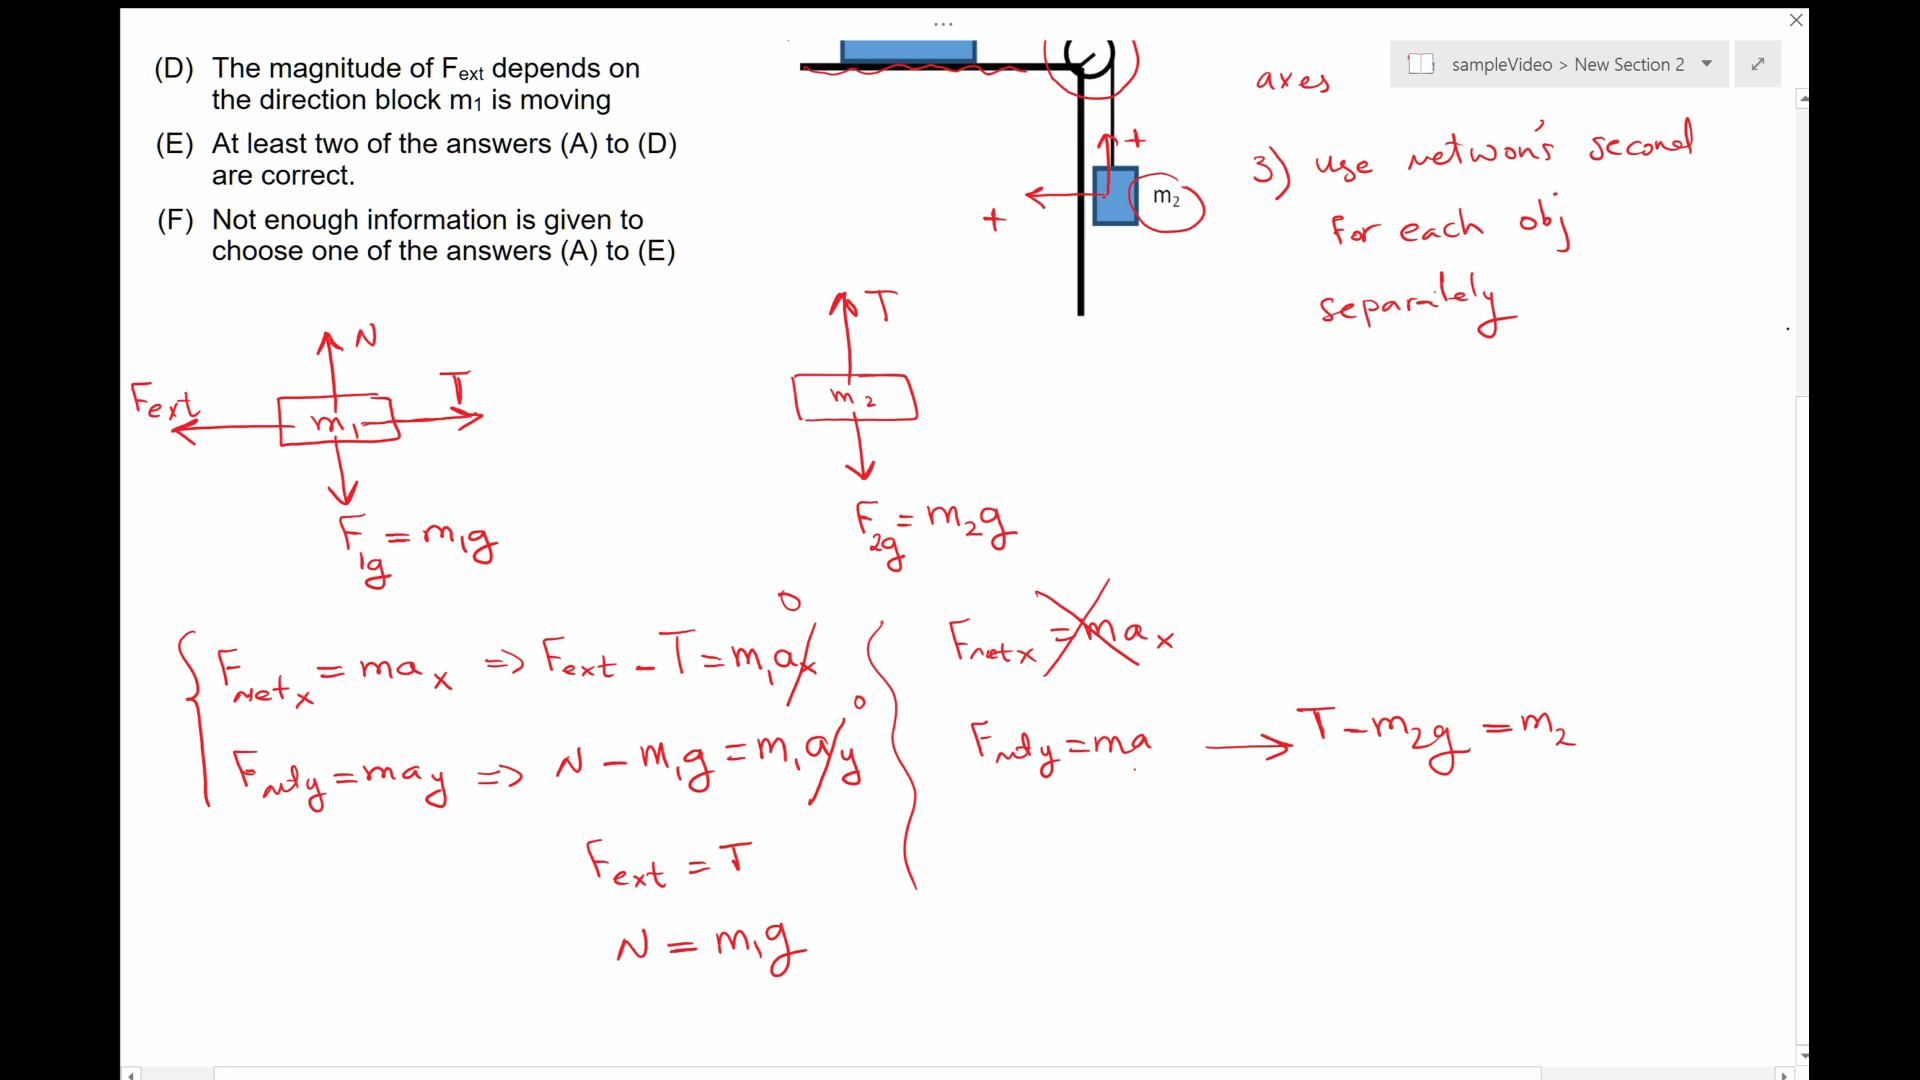 ...
sampleVideo > New Section 2
(D) The magnitude of Fext depends on
the direction block m1 is moving
(E) At least two of the answers (A) to (D)
are correct.
(F) Not enough information is given to
choose one of the answers (A) to (E)
+
+
m2
axes
3) use netwon's second
for each obj
separately
N
Fext
T
m1
F1g = m1g
T
m2
F2g = m2g
0
Fnetx = max => Fext - T = m1ax
0
Fnety = may => N - m1g = m1ay
Fext = T
N = m1g
Fnetx = max
Fnety = ma → T - m2g = m2